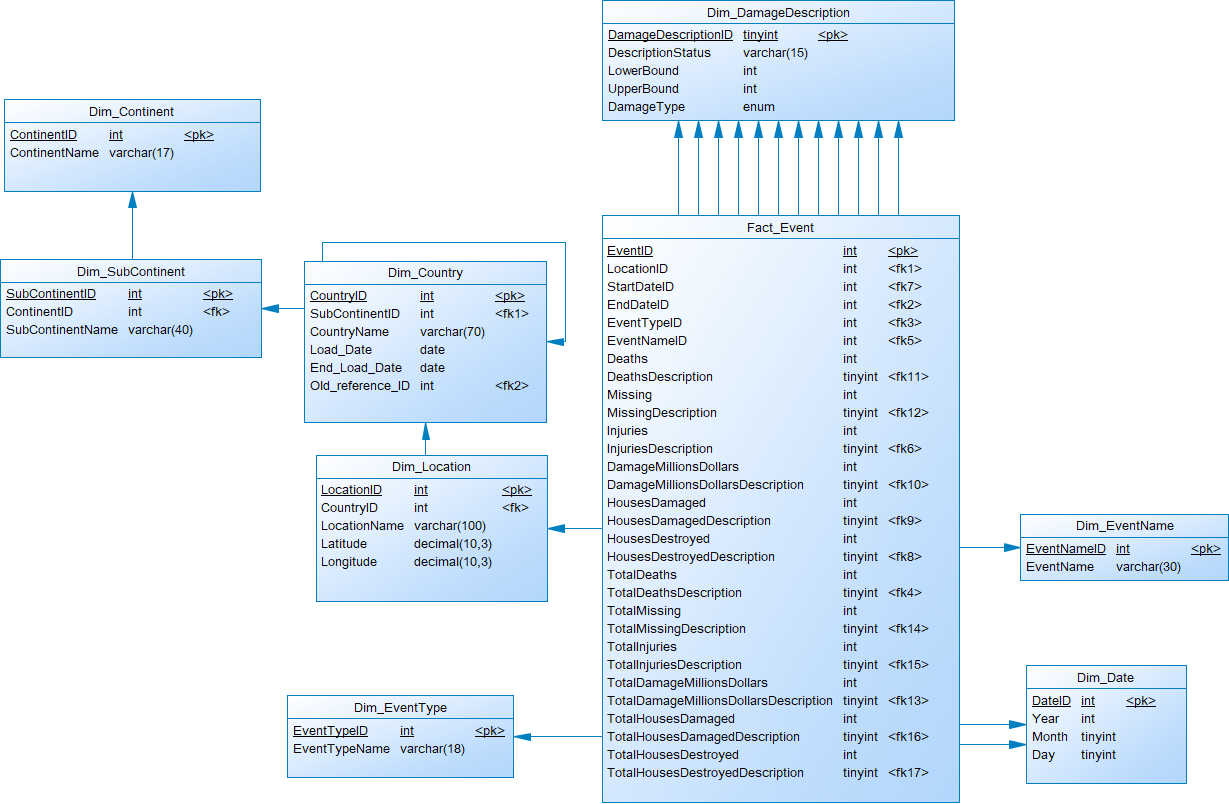 Dim_DamageDescription
DamageDescriptionID tinyint <pk>
DescriptionStatus varchar(15)
LowerBound int
UpperBound int
DamageType enum
Dim_Continent
ContinentID int <pk>
ContinentName varchar(17)
Dim_SubContinent
SubContinentID int <pk>
ContinentID int <fk>
SubContinentName varchar(40)
Dim_Country
CountryID int <pk>
SubContinentID int <fk1>
CountryName varchar(70)
Load_Date date
End_Load_Date date
Old_reference_ID int <fk2>
Dim_Location
LocationID int <pk>
CountryID int <fk>
LocationName varchar(100)
Latitude decimal(10,3)
Longitude decimal(10,3)
Dim_EventType
EventTypeID int <pk>
EventTypeName varchar(18)
Fact_Event
EventID int <pk>
LocationID int <fk1>
StartDateID int <fk7>
EndDateID int <fk2>
EventTypeID int <fk3>
EventNameID int <fk5>
Deaths int
DeathsDescription tinyint <fk11>
Missing int
MissingDescription tinyint <fk12>
Injuries int
InjuriesDescription tinyint <fk6>
DamageMillionsDollars int
DamageMillionsDollarsDescription tinyint <fk10>
HousesDamaged int
HousesDamagedDescription tinyint <fk9>
HousesDestroyed int
HousesDestroyedDescription tinyint <fk8>
TotalDeaths int
TotalDeathsDescription tinyint <fk4>
TotalMissing int
TotalMissingDescription tinyint <fk14>
TotalInjuries int
TotalInjuriesDescription tinyint <fk15>
TotalDamageMillionsDollars int
TotalDamageMillionsDollarsDescription tinyint <fk13>
TotalHousesDamaged int
TotalHousesDamagedDescription tinyint <fk16>
TotalHousesDestroyed int
TotalHousesDestroyedDescription tinyint <fk17>
Dim_EventName
EventNameID int <pk>
EventName varchar(30)
Dim_Date
DateID int <pk>
Year int
Month tinyint
Day tinyint